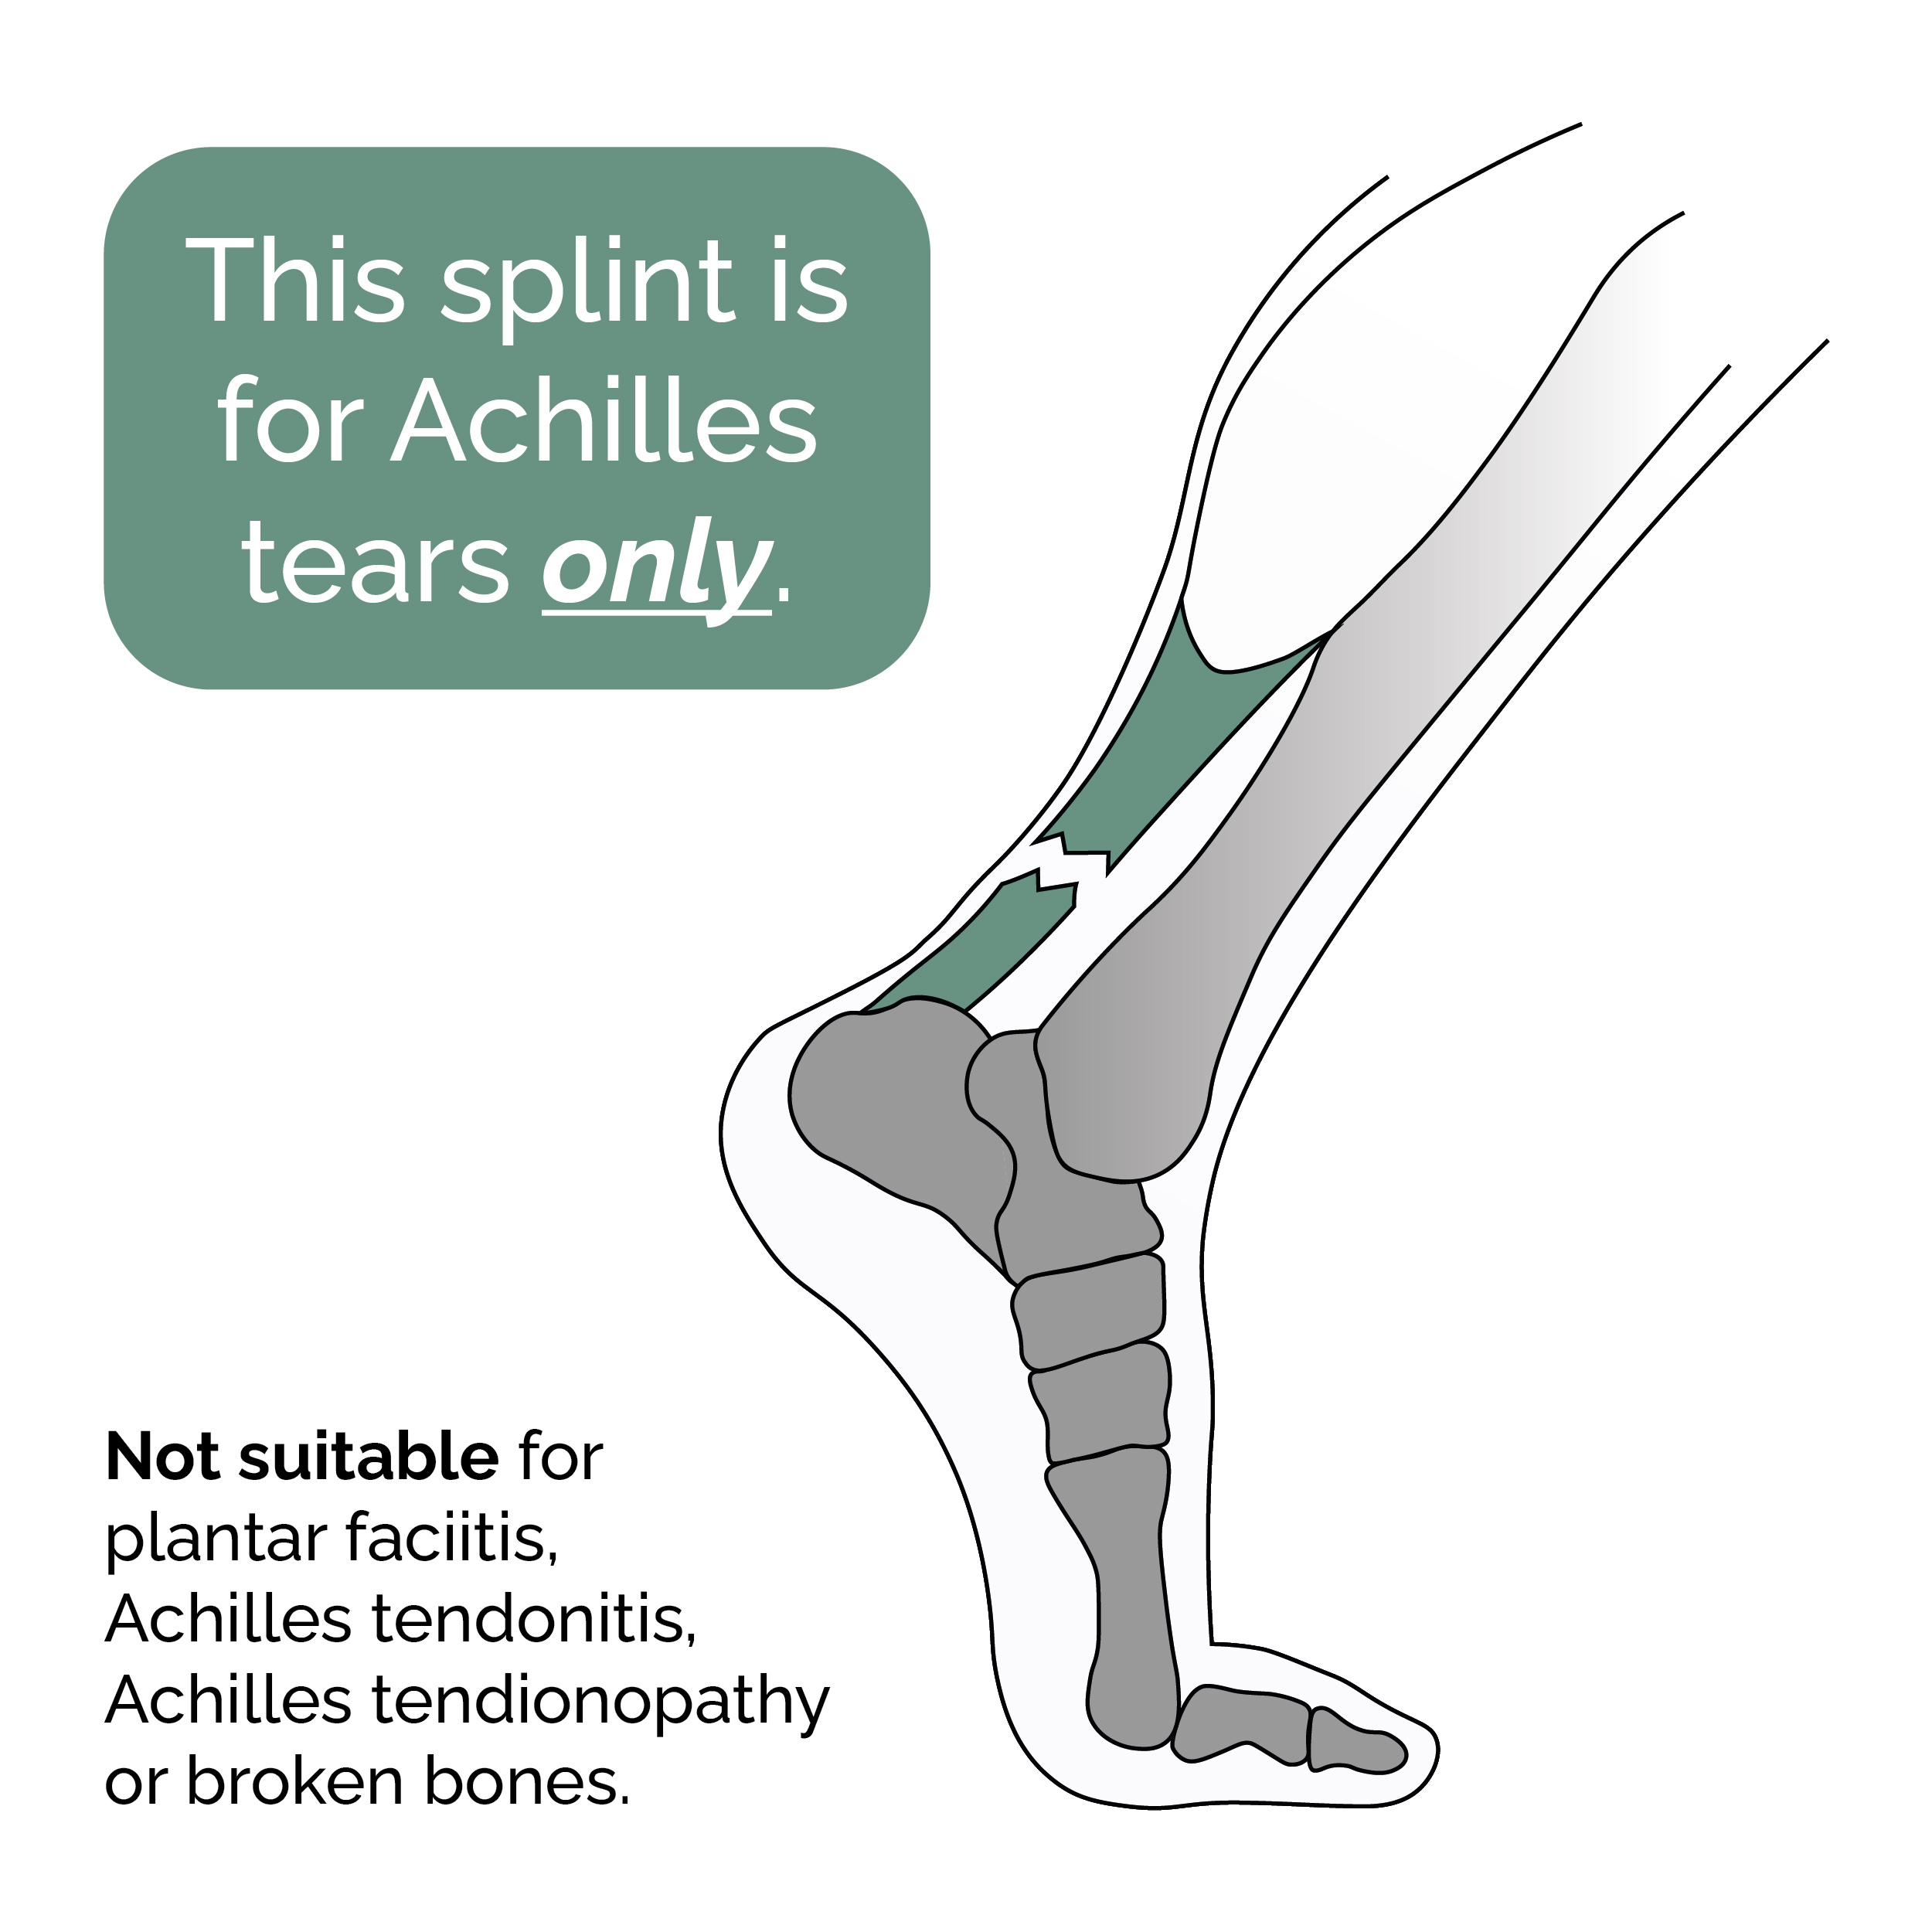 This splint is
for Achilles
tears only.
Not suitable for
plantar faciitis,
Achilles tendonitis,
Achilles tendionopathy
or broken bones.